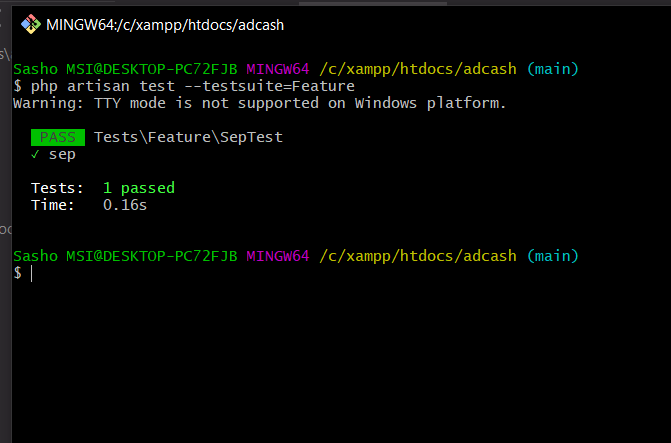 MINGW64:/c/xampp/htdocs/adcash
Sasho MSI@DESKTOP-PC72FJB MINGW64 /c/xampp/htdocs/adcash (main)
$ php artisan test --testsuite=Feature
Warning: TTY mode is not supported on Windows platform.
PASS Tests\Feature\SepTest
✓ sep
Tests: 1 passed
Time: 0.16s
Sasho MSI@DESKTOP-PC72FJB MINGW64 /c/xampp/htdocs/adcash (main)
$